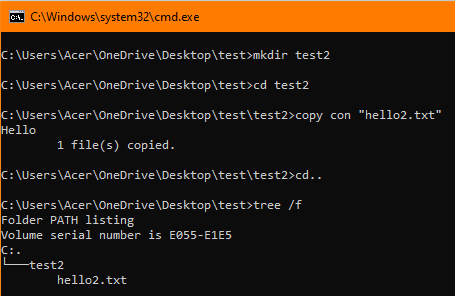 C:\Windows\system32\cmd.exe
C:\Users\Acer\OneDrive\Desktop\test>mkdir test2
C:\Users\Acer\OneDrive\Desktop\test>cd test2
C:\Users\Acer\OneDrive\Desktop\test\test2>copy con "hello2.txt"
Hello
        1 file(s) copied.
C:\Users\Acer\OneDrive\Desktop\test\test2>cd..
C:\Users\Acer\OneDrive\Desktop\test>tree /f
Folder PATH listing
Volume serial number is E055-E1E5
C:.
└───test2
        hello2.txt